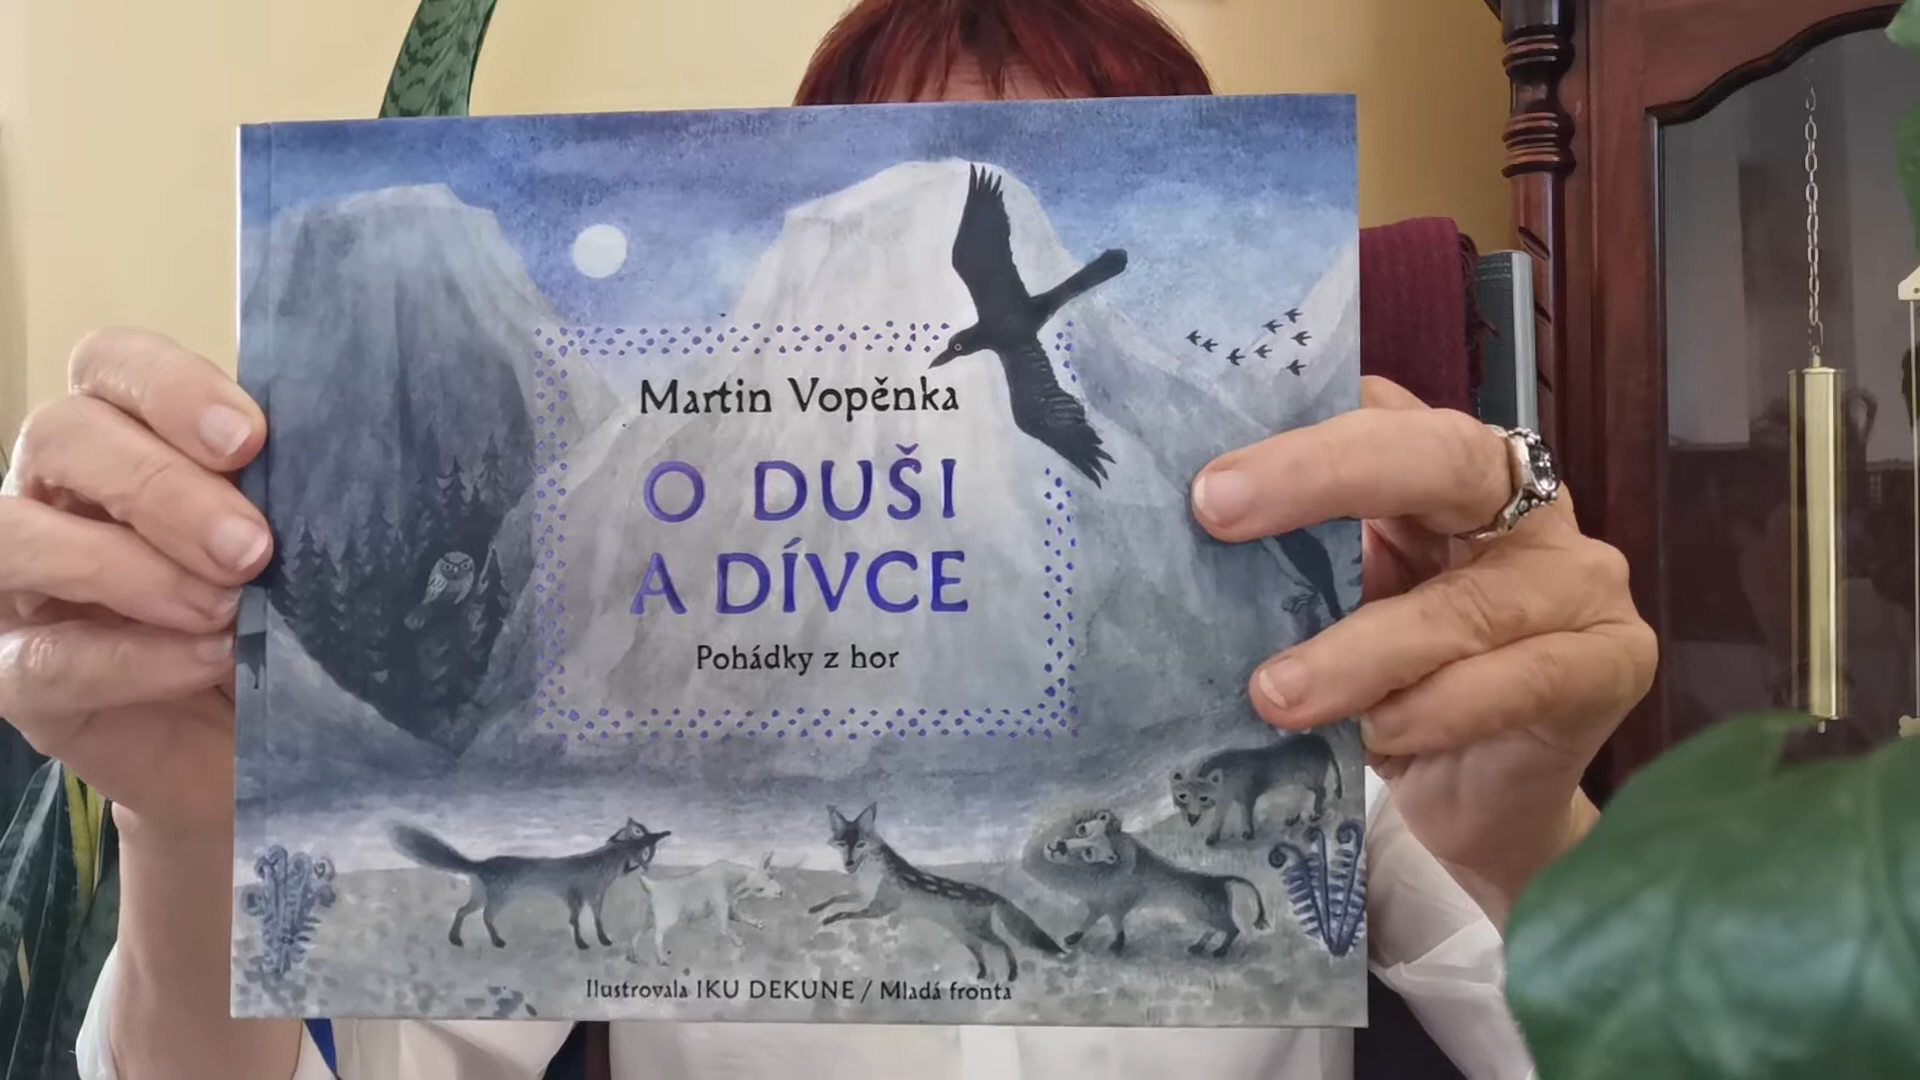 Martin Vopěnka
O DUŠI
A DÍVCE
Pohádky z hor
Ilustrovala IKU DEKUNE / Mladá fronta